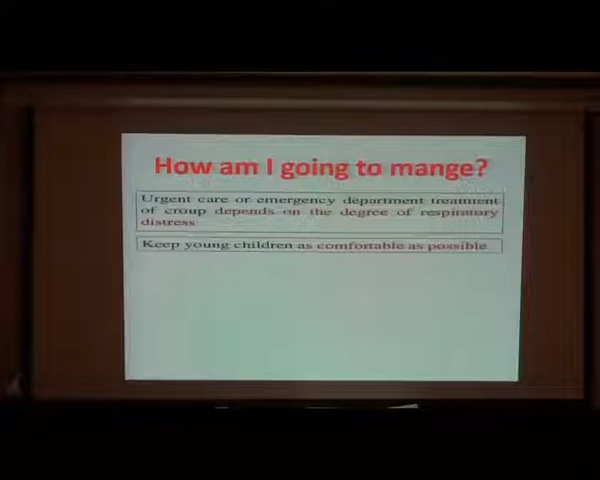 How am I going to mange?
Urgent care or emergency department treatment
of croup depends on the degree of respiratory
distress
Keep young children as comfortable as possible